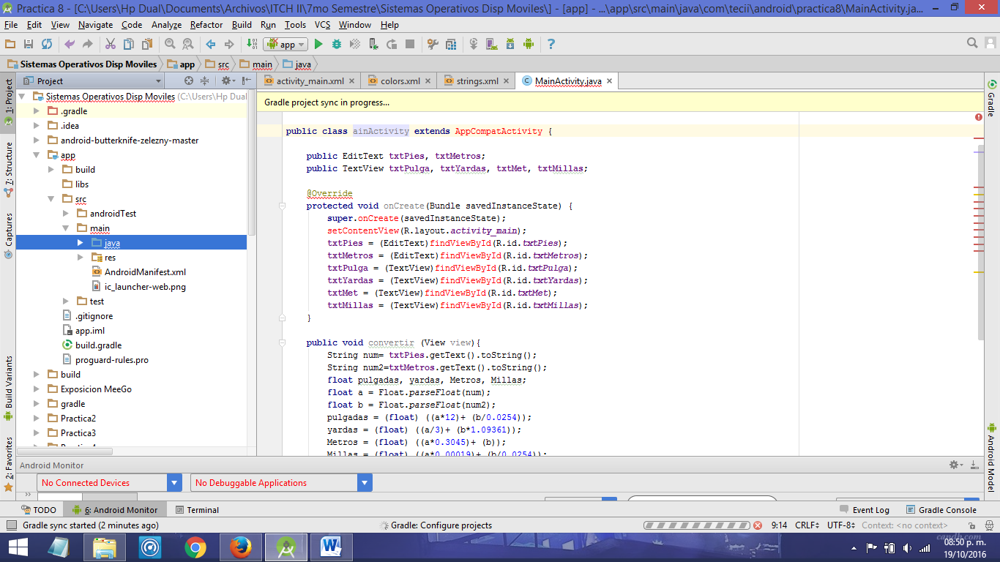 Practica 8 - [C:\Users\Hp Dual\Documents\Archivos\ITCH II\7mo Semestre\Sistemas Operativos Disp Moviles\] - [app] - ...\app\src\main\java\com\tecii\android\practica8\MainActivity.ja...
File Edit View Navigate Code Analyze Refactor Build Run Tools VCS Window Help
app
Sistemas Operativos Disp Moviles app src main java
Project
activity_main.xml colors.xml strings.xml MainActivity.java
1: Project
7: Structure
Captures
Build Variants
2: Favorites
Sistemas Operativos Disp Moviles (C:\Users\Hp Dual
.gradle
.idea
android-butterknife-zelezny-master
app
build
libs
src
androidTest
main
java
res
AndroidManifest.xml
ic_launcher-web.png
test
.gitignore
app.iml
build.gradle
proguard-rules.pro
build
Exposicion MeeGo
gradle
Practica2
Practica3
Gradle project sync in progress...
public class ainActivity extends AppCompatActivity {
public EditText txtPies, txtMetros;
public TextView txtPulga, txtYardas, txtMet, txtMillas;
@Override
protected void onCreate(Bundle savedInstanceState) {
super.onCreate(savedInstanceState);
setContentView(R.layout.activity_main);
txtPies = (EditText)findViewById(R.id.txtPies);
txtMetros = (EditText)findViewById(R.id.txtMetros);
txtPulga = (TextView)findViewById(R.id.txtPulga);
txtYardas = (TextView)findViewById(R.id.txtYardas);
txtMet = (TextView)findViewById(R.id.txtMet);
txtMillas = (TextView)findViewById(R.id.txtMillas);
}
public void convertir (View view){
String num= txtPies.getText().toString();
String num2=txtMetros.getText().toString();
float pulgadas, yardas, Metros, Millas;
float a = Float.parseFloat(num);
float b = Float.parseFloat(num2);
pulgadas = (float) ((a*12)+ (b/0.0254));
yardas = (float) ((a/3)+ (b*1.09361));
Metros = (float) ((a*0.3045)+ (b));
Millas = (float) ((a*0.00019)+ (b/0.0254));
Gradle
Android Model
Android Monitor
No Connected Devices No Debuggable Applications
TODO 6: Android Monitor Terminal Event Log Gradle Console
Gradle sync started (2 minutes ago) Gradle: Configure projects 9:14 CRLF UTF-8 Context: <no context>
candh.com
08:50 p. m.
19/10/2016